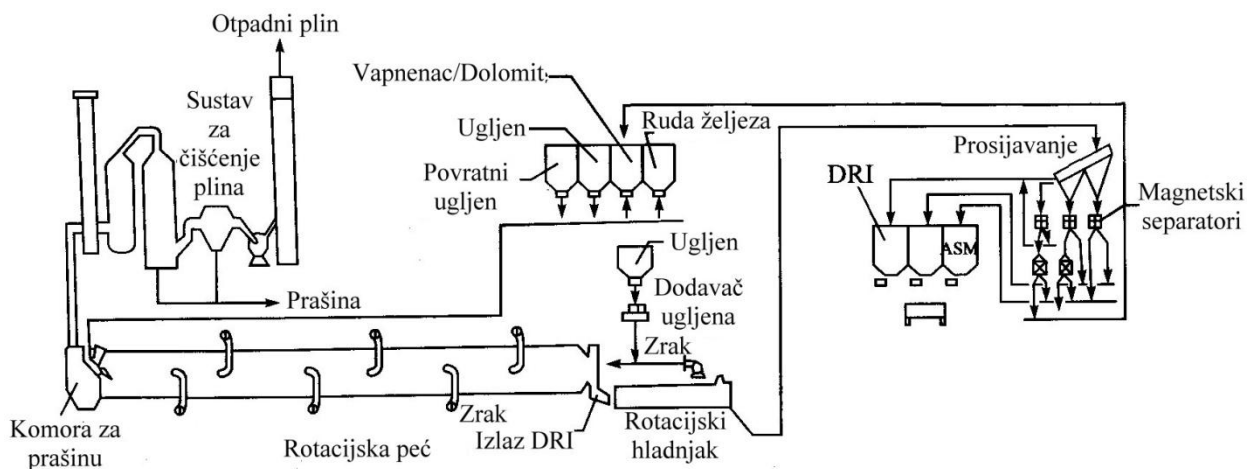 Otpadni plin
Sustav
za
čišćenje
plina
Prašina
Komora za
prašinu
Rotacijska peć
Zrak
Izlaz DRI
Vapnenac/Dolomit
Ugljen
Povratni
ugljen
Ruda željeza
Ugljen
Dodavač
ugljena
Zrak
Rotacijski
hladnjak
Prosijavanje
DRI
ASM
Magnetski
separatori